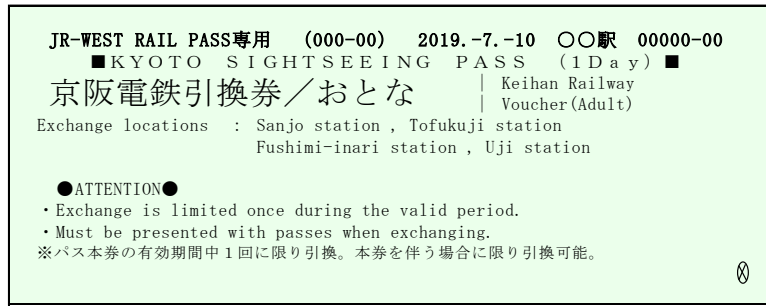 JR-WEST RAIL PASS専用 (000-00) 2019.-7.-10 〇〇駅 00000-00
■KYOTO SIGHTSEEING PASS (1Day)■
京阪電鉄引換券／おとな | Keihan Railway
| Voucher(Adult)
Exchange locations : Sanjo station , Tofukuji station
Fushimi-inari station , Uji station
●ATTENTION●
・Exchange is limited once during the valid period.
・Must be presented with passes when exchanging.
※パス本券の有効期間中１回に限り引換。本券を伴う場合に限り引換可能。